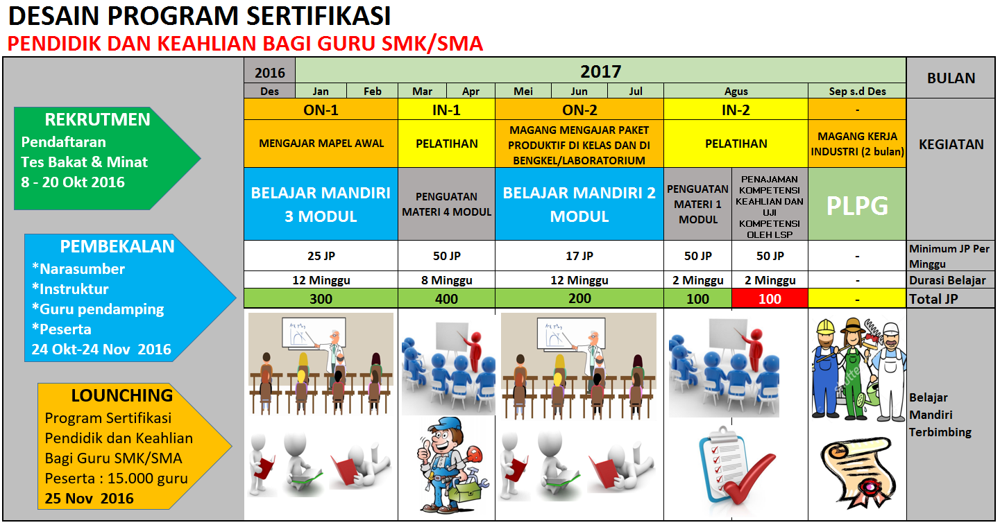 DESAIN PROGRAM SERTIFIKASI
PENDIDIK DAN KEAHLIAN BAGI GURU SMK/SMA
REKRUTMEN
Pendaftaran
Tes Bakat & Minat
8 - 20 Okt 2016
PEMBEKALAN
*Narasumber
*Instruktur
*Guru pendamping
*Peserta
24 Okt-24 Nov 2016
LOUNCHING
Program Sertifikasi
Pendidik dan Keahlian
Bagi Guru SMK/SMA
Peserta : 15.000 guru
25 Nov 2016
2016 2017 BULAN
Des Jan Feb Mar Apr Mei Jun Jul Agus Sep s.d Des
ON-1 IN-1 ON-2 IN-2 -
MENGAJAR MAPEL AWAL
PELATIHAN
MAGANG MENGAJAR PAKET
PRODUKTIF DI KELAS DAN DI
BENGKEL/LABORATORIUM
PELATIHAN
MAGANG KERJA
INDUSTRI (2 bulan)
KEGIATAN
BELAJAR MANDIRI
3 MODUL
PENGUATAN
MATERI 4 MODUL
BELAJAR MANDIRI 2
MODUL
PENGUATAN
MATERI 1
MODUL
PENAJAMAN
KOMPETENSI
KEAHLIAN DAN
UJI
KOMPETENSI
OLEH LSP
PLPG
25 JP 50 JP 17 JP 50 JP 50 JP -
Minimum JP Per
Minggu
12 Minggu 8 Minggu 12 Minggu 2 Minggu 2 Minggu - Durasi Belajar
300 400 200 100 100 - Total JP
Belajar
Mandiri
Terbimbing